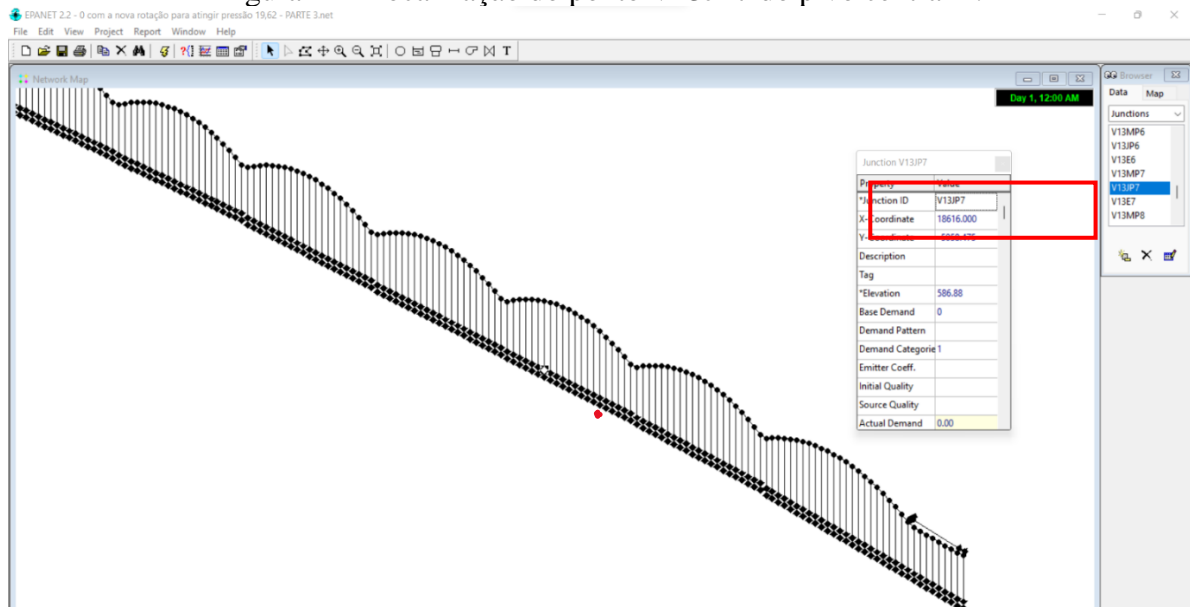 EPANET 2.2 - 0 com a nova rotação para atingir pressão 19,62 - PARTE 3.net
File Edit View Project Report Window Help
T
Network Map
Day 1, 12:00 AM
Browser
Data Map
Junctions
V13MP6
V13JP6
V13E6
V13MP7
V13JP7
V13E7
V13MP8
Junction V13JP7
Property Value
*Junction ID V13JP7
X-Coordinate 18616.000
Y-Coordinate
Description
Tag
*Elevation 586.88
Base Demand 0
Demand Pattern
Demand Categorie 1
Emitter Coeff.
Initial Quality
Source Quality
Actual Demand 0.00